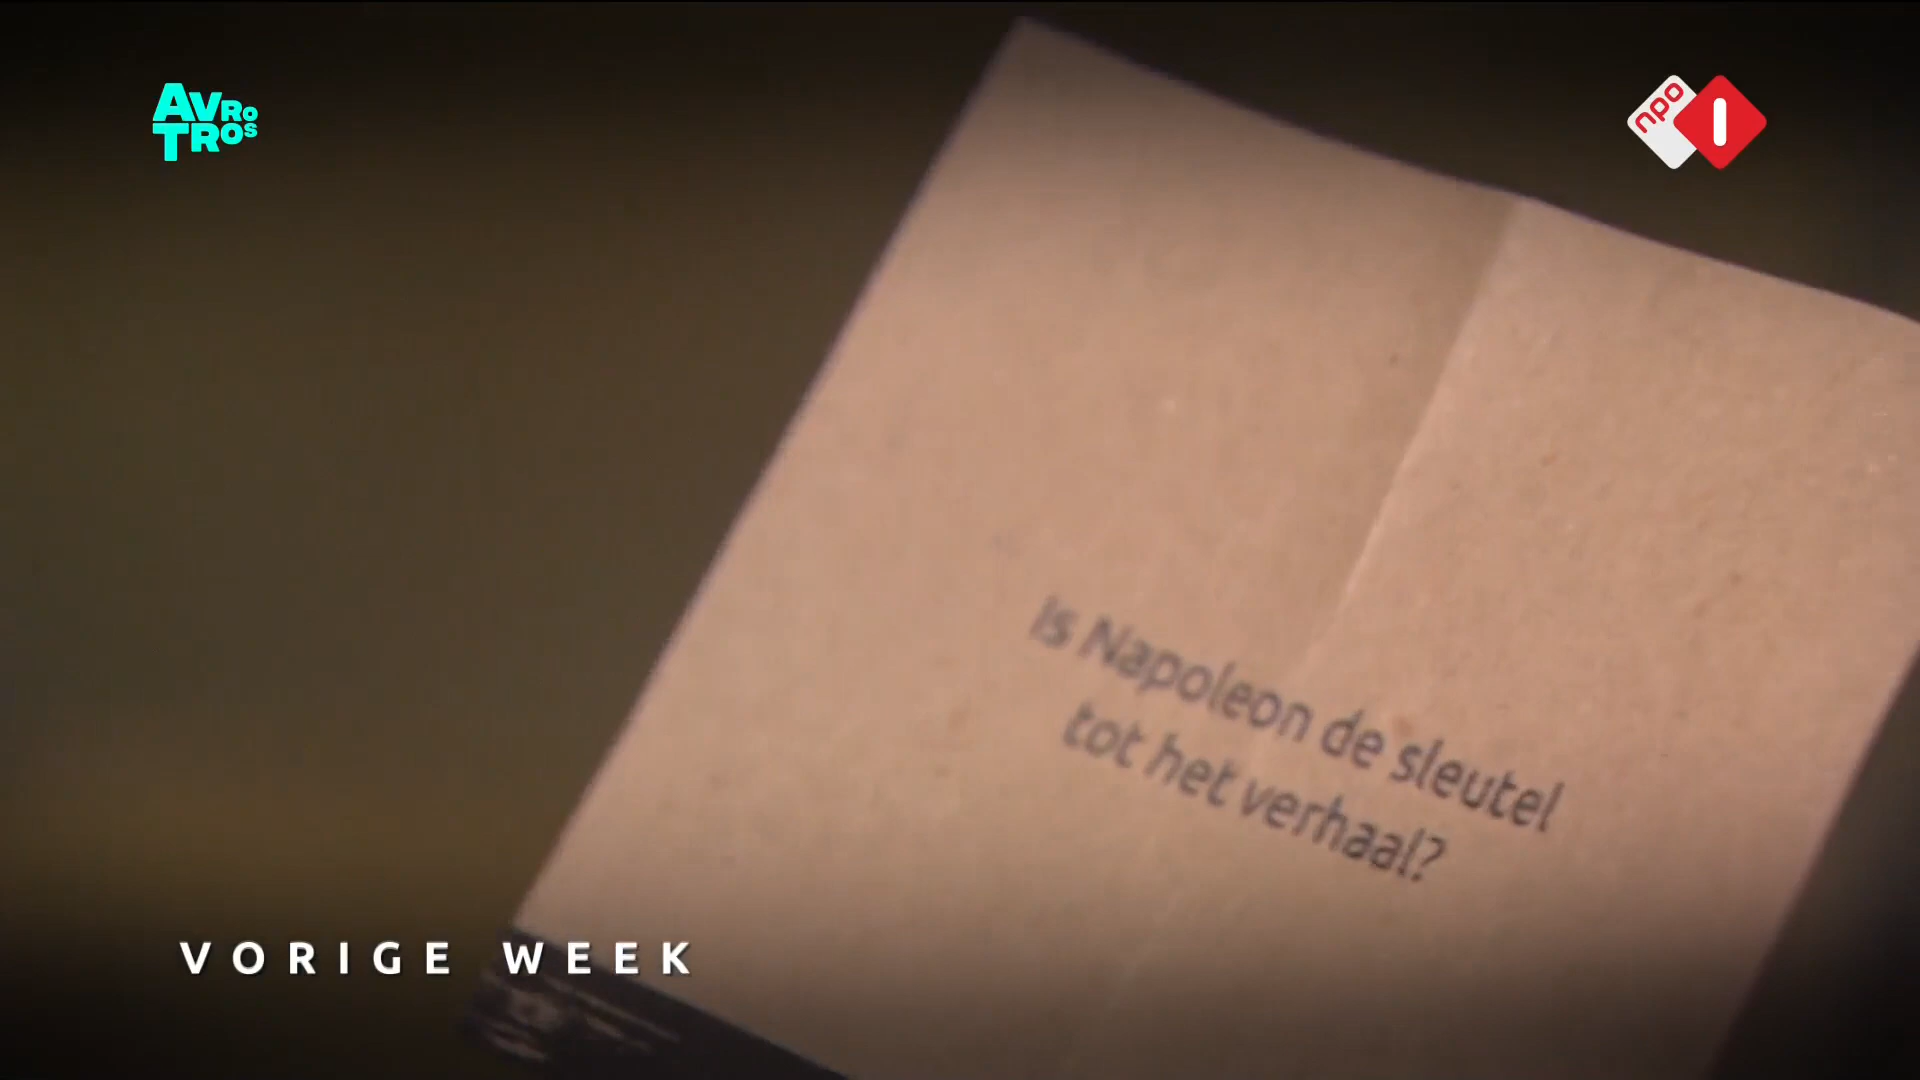 AVRO
TROS
npo
1
Is Napoleon de sleutel
tot het verhaal?
VORIGE WEEK